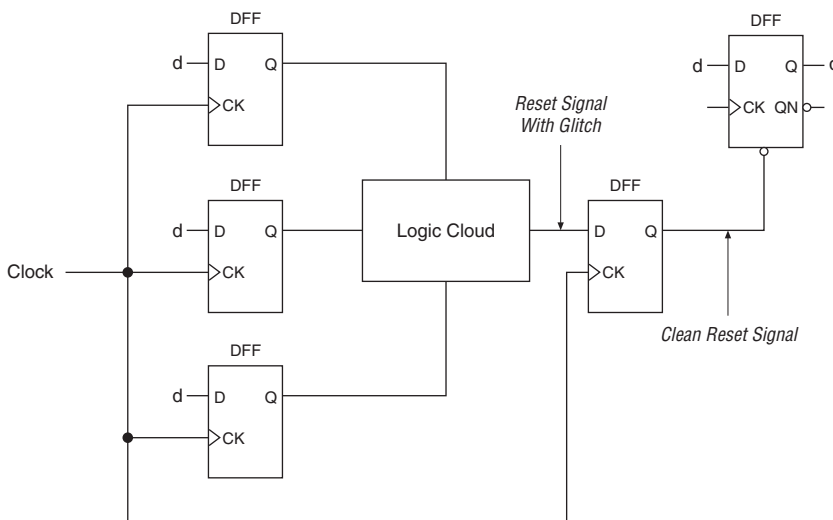 DFF
d
D
Q
CK
DFF
d
D
Q
CK
QN
Reset Signal
With Glitch
DFF
d
D
Q
CK
Logic Cloud
DFF
D
Q
CK
Clock
Clean Reset Signal
DFF
d
D
Q
CK